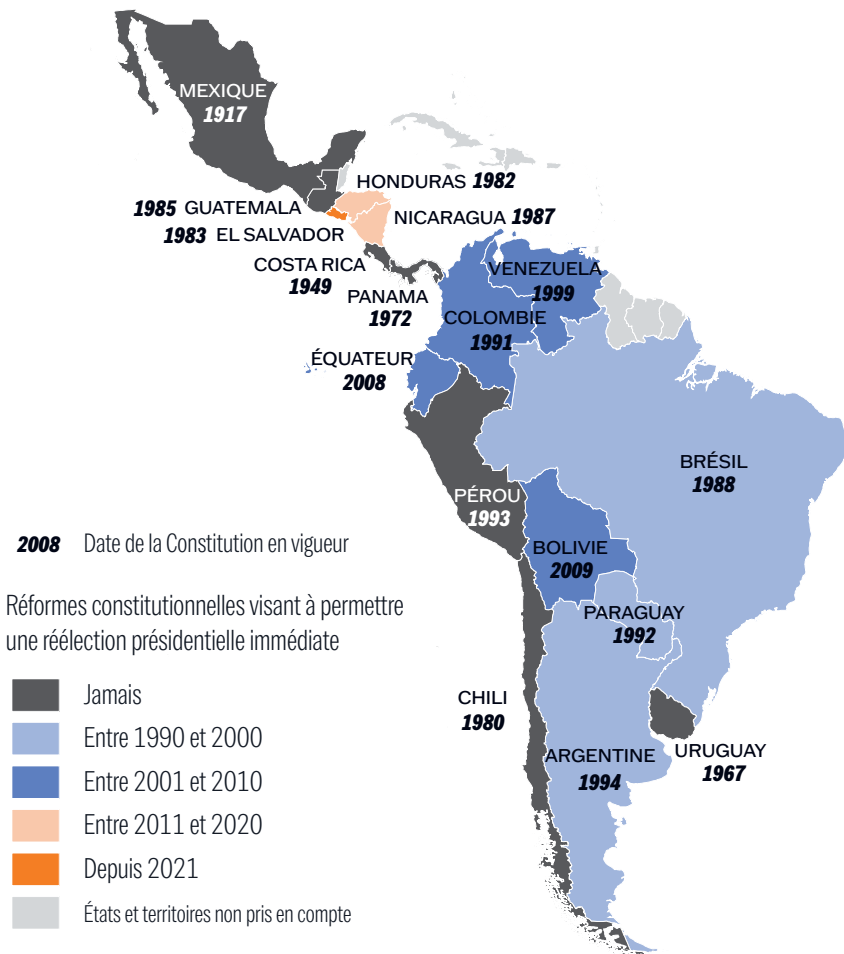 MEXIQUE
1917
HONDURAS 1982
1985 GUATEMALA
NICARAGUA 1987
1983 EL SALVADOR
COSTA RICA
1949
VENEZUELA
1999
PANAMA
1972
COLOMBIE
1991
ÉQUATEUR
2008
BRÉSIL
1988
PÉROU
1993
BOLIVIE
2009
PARAGUAY
1992
CHILI
1980
ARGENTINE
1994
URUGUAY
1967
2008 Date de la Constitution en vigueur
Réformes constitutionnelles visant à permettre
une réélection présidentielle immédiate
Jamais
Entre 1990 et 2000
Entre 2001 et 2010
Entre 2011 et 2020
Depuis 2021
États et territoires non pris en compte